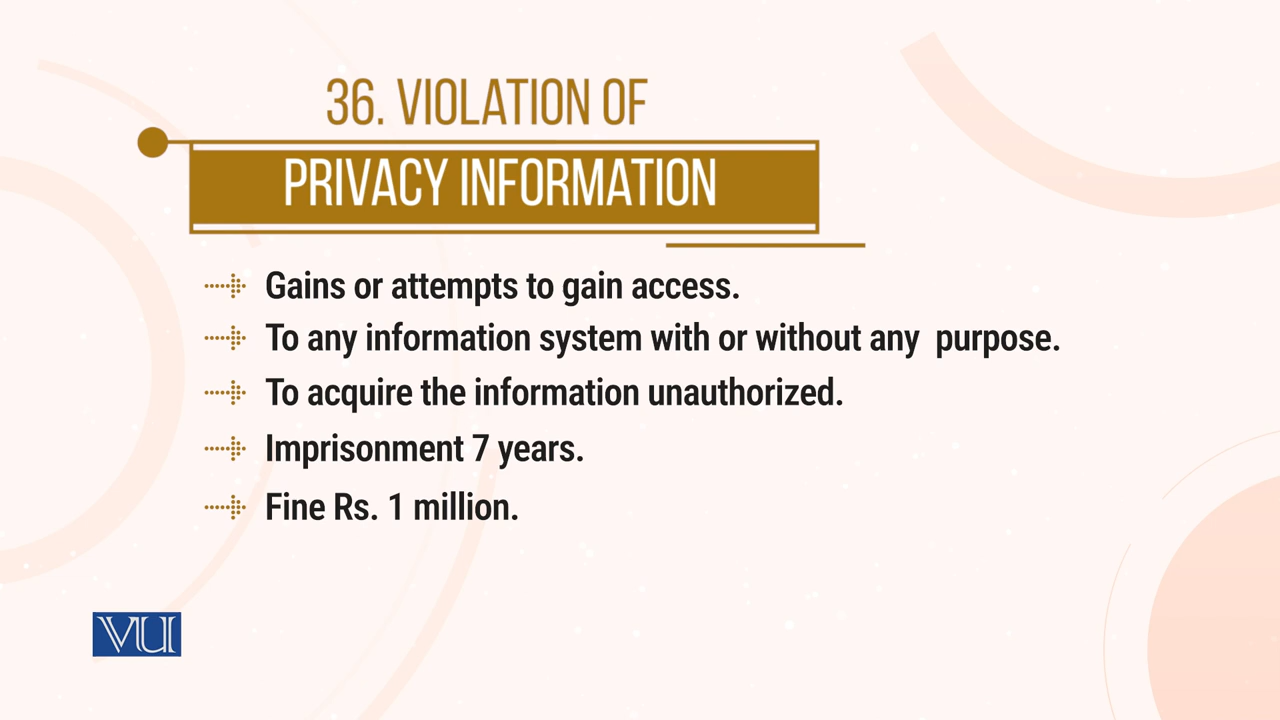 36. VIOLATION OF
PRIVACY INFORMATION
Gains or attempts to gain access.
To any information system with or without any purpose.
To acquire the information unauthorized.
Imprisonment 7 years.
Fine Rs. 1 million.
VU